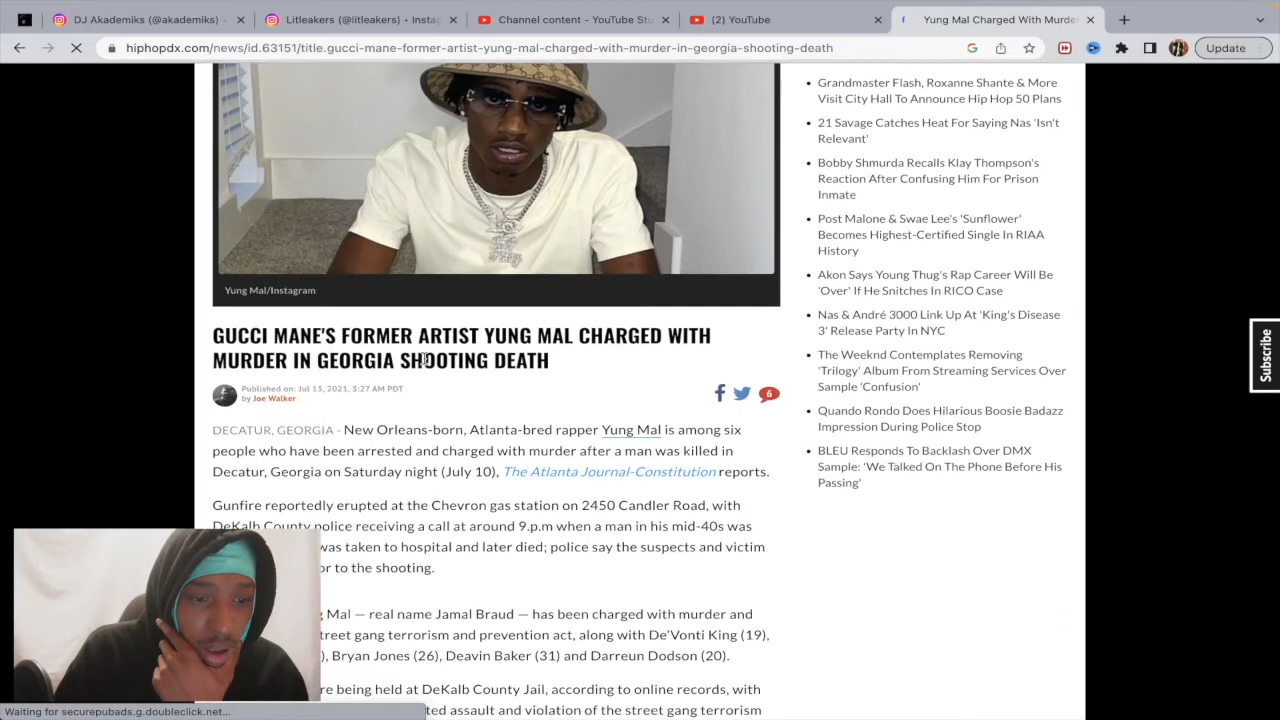 DJ Akademiks (@akademiks) • Ins
Litleakers (@litleakers) • Instag
Channel content - YouTube Stu
(2) YouTube
Yung Mal Charged With Murder
hiphopdx.com/news/id.63151/title.gucci-mane-former-artist-yung-mal-charged-with-murder-in-georgia-shooting-death
Update
Yung Mal/Instagram
GUCCI MANE'S FORMER ARTIST YUNG MAL CHARGED WITH
MURDER IN GEORGIA SHOOTING DEATH
Published on: Jul 13, 2021, 3:27 AM PDT
by Joe Walker
6
DECATUR, GEORGIA - New Orleans-born, Atlanta-bred rapper Yung Mal is among six
people who have been arrested and charged with murder after a man was killed in
Decatur, Georgia on Saturday night (July 10), The Atlanta Journal-Constitution reports.
Gunfire reportedly erupted at the Chevron gas station on 2450 Candler Road, with
DeKalb County police receiving a call at around 9.p.m when a man in his mid-40s was
was taken to hospital and later died; police say the suspects and victim
or to the shooting.
g Mal — real name Jamal Braud — has been charged with murder and
treet gang terrorism and prevention act, along with De'Vonti King (19),
), Bryan Jones (26), Deavin Baker (31) and Darreun Dodson (20).
re being held at DeKalb County Jail, according to online records, with
ted assault and violation of the street gang terrorism
Grandmaster Flash, Roxanne Shante & More
Visit City Hall To Announce Hip Hop 50 Plans
21 Savage Catches Heat For Saying Nas 'Isn't
Relevant'
Bobby Shmurda Recalls Klay Thompson's
Reaction After Confusing Him For Prison
Inmate
Post Malone & Swae Lee's 'Sunflower'
Becomes Highest-Certified Single In RIAA
History
Akon Says Young Thug's Rap Career Will Be
'Over' If He Snitches In RICO Case
Nas & André 3000 Link Up At 'King's Disease
3' Release Party In NYC
The Weeknd Contemplates Removing
'Trilogy' Album From Streaming Services Over
Sample 'Confusion'
Quando Rondo Does Hilarious Boosie Badazz
Impression During Police Stop
BLEU Responds To Backlash Over DMX
Sample: 'We Talked On The Phone Before His
Passing'
Subscribe
Waiting for securepubads.g.doubleclick.net...